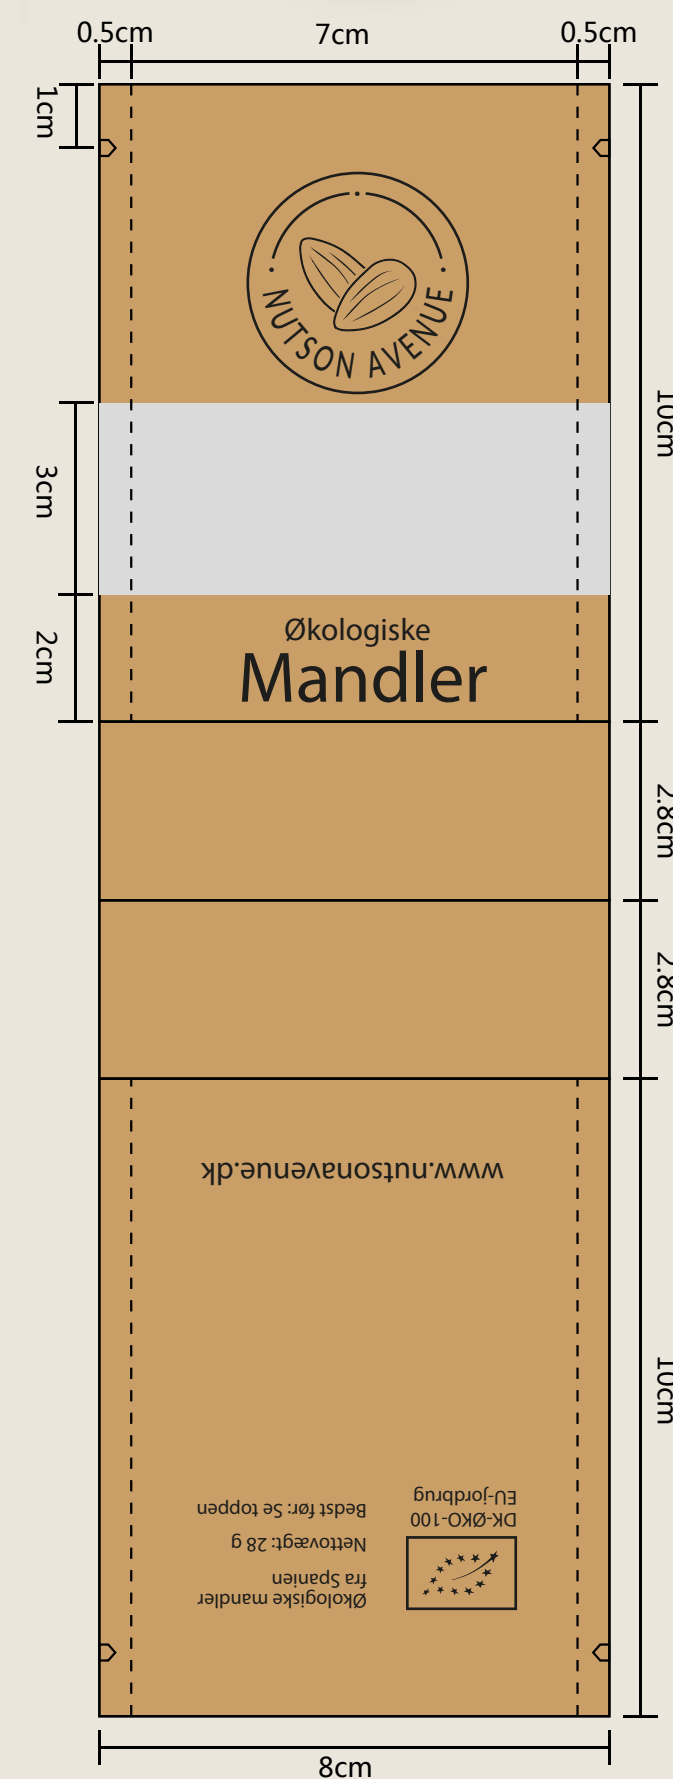 0.5cm
7cm
0.5cm
1cm
NUTSON AVENUE
10cm
3cm
2cm
Økologiske
Mandler
2.8cm
2.8cm
www.nutsonavenue.dk
10cm
Økologiske mandler
fra Spanien
Nettovægt: 28 g
Bedst før: Se toppen
DK-ØKO-100
EU-jordbrug
8cm